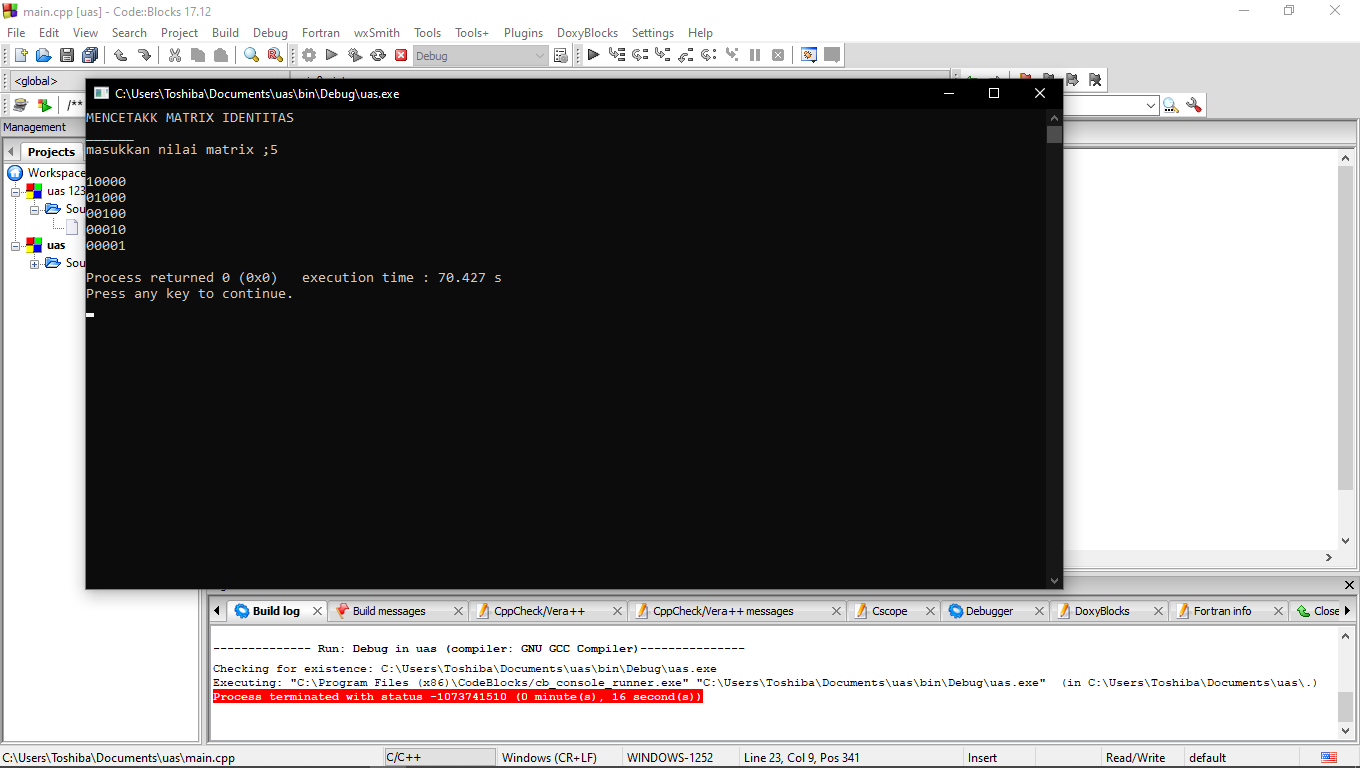 main.cpp [uas] - Code::Blocks 17.12
File Edit View Search Project Build Debug Fortran wxSmith Tools Tools+ Plugins DoxyBlocks Settings Help
Debug
<global>
C:\Users\Toshiba\Documents\uas\bin\Debug\uas.exe
/**
Management
Projects
Workspace
uas 123
Sou
uas
Sou
MENCETAKK MATRIX IDENTITAS
______
masukkan nilai matrix ;5
10000
01000
00100
00010
00001
Process returned 0 (0x0)   execution time : 70.427 s
Press any key to continue.
Build log
Build messages
CppCheck/Vera++
CppCheck/Vera++ messages
Cscope
Debugger
DoxyBlocks
Fortran info
Close
-------------- Run: Debug in uas (compiler: GNU GCC Compiler)---------------
Checking for existence: C:\Users\Toshiba\Documents\uas\bin\Debug\uas.exe
Executing: "C:\Program Files (x86)\CodeBlocks/cb_console_runner.exe" "C:\Users\Toshiba\Documents\uas\bin\Debug\uas.exe"  (in C:\Users\Toshiba\Documents\uas\.)
Process terminated with status -1073741510 (0 minute(s), 16 second(s))
C:\Users\Toshiba\Documents\uas\main.cpp C/C++ Windows (CR+LF) WINDOWS-1252 Line 23, Col 9, Pos 341 Insert Read/Write default